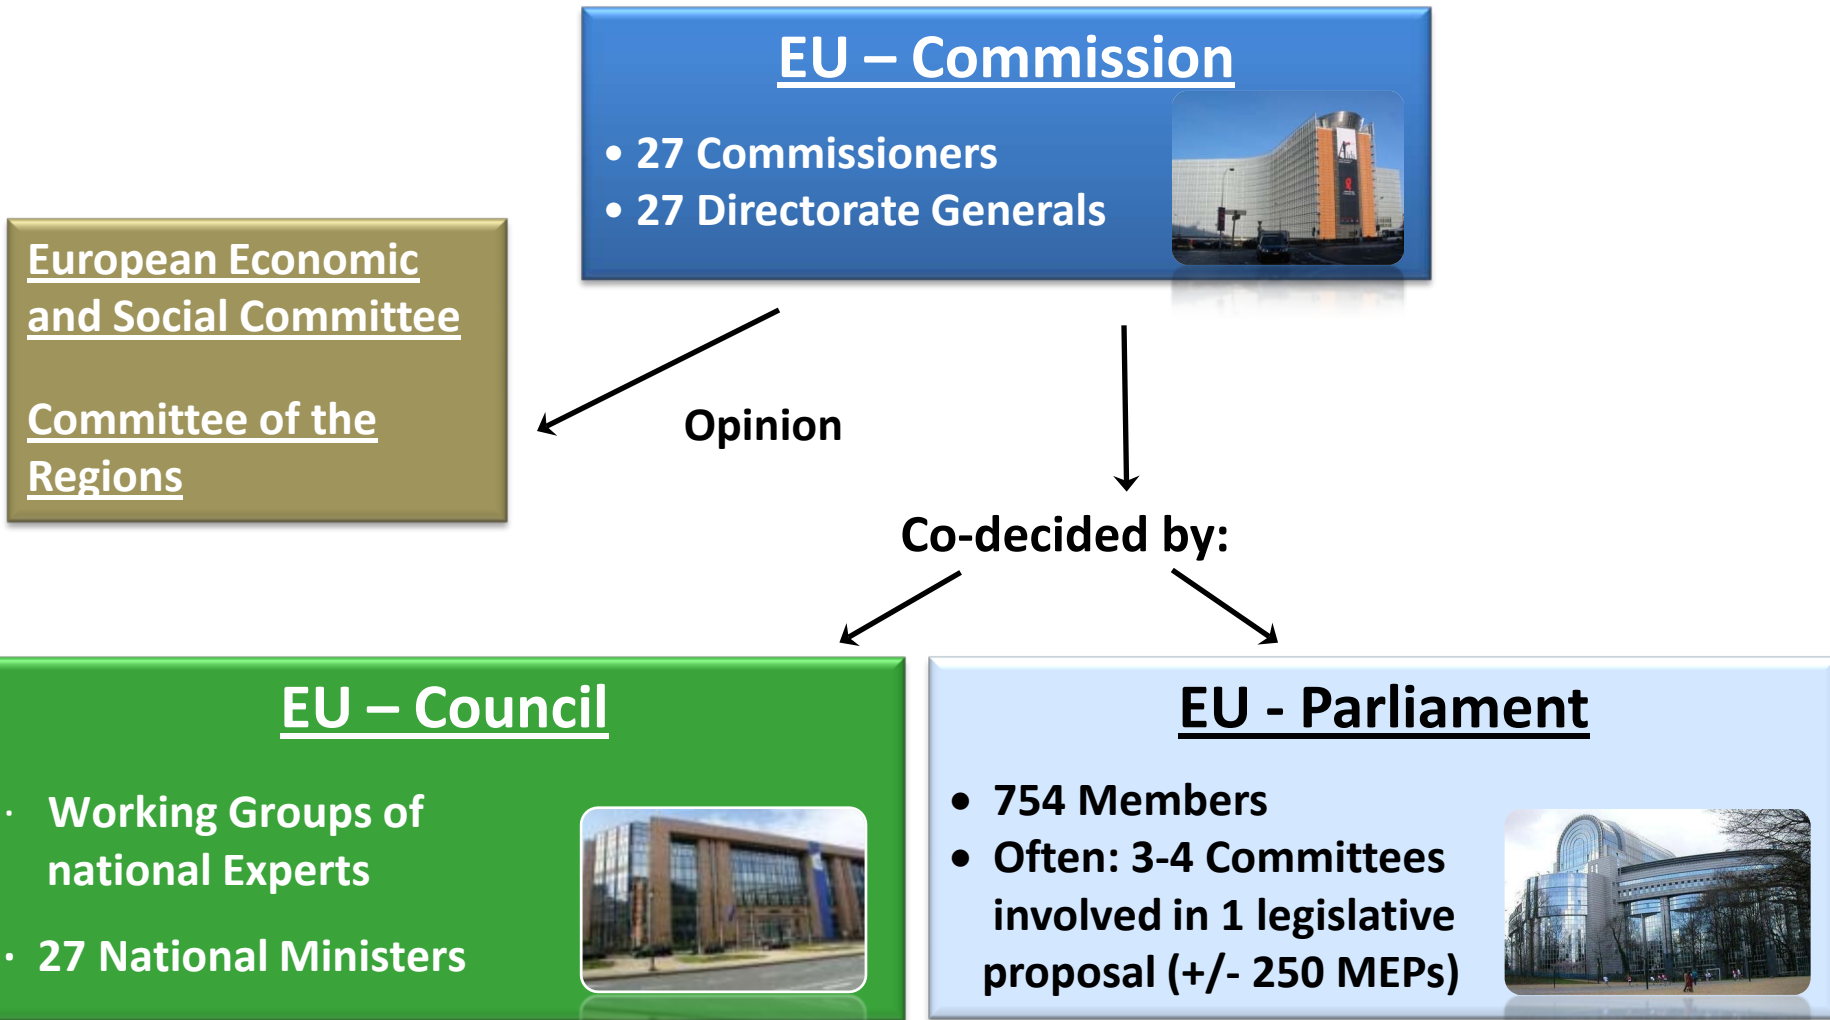 EU – Commission
• 27 Commissioners
• 27 Directorate Generals
European Economic
and Social Committee
Committee of the
Regions
Opinion
Co-decided by:
EU – Council
· Working Groups of
national Experts
· 27 National Ministers
EU - Parliament
• 754 Members
• Often: 3-4 Committees
involved in 1 legislative
proposal (+/- 250 MEPs)